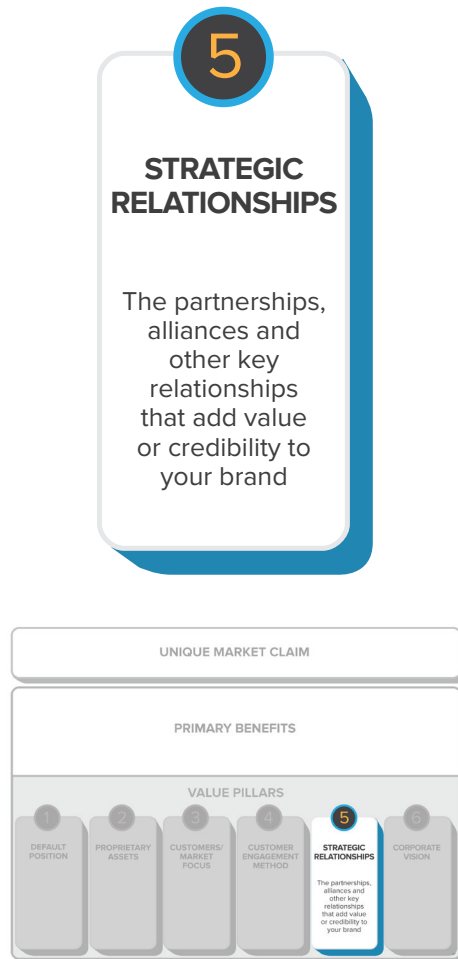 5
STRATEGIC
RELATIONSHIPS
The partnerships,
alliances and
other key
relationships
that add value
or credibility to
your brand
UNIQUE MARKET CLAIM
PRIMARY BENEFITS
VALUE PILLARS
1
DEFAULT
POSITION
2
PROPRIETARY
ASSETS
3
CUSTOMERS/
MARKET
FOCUS
4
CUSTOMER
ENGAGEMENT
METHOD
5
STRATEGIC
RELATIONSHIPS
The partnerships,
alliances and
other key
relationships
that add value
or credibility to
your brand
6
CORPORATE
VISION